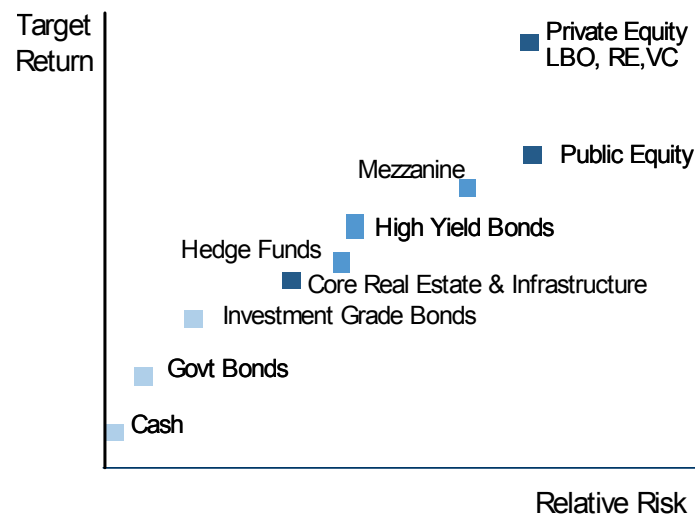 Target
Return
Private Equity
LBO, RE,VC
Public Equity
Mezzanine
High Yield Bonds
Hedge Funds
Core Real Estate & Infrastructure
Investment Grade Bonds
Govt Bonds
Cash
Relative Risk